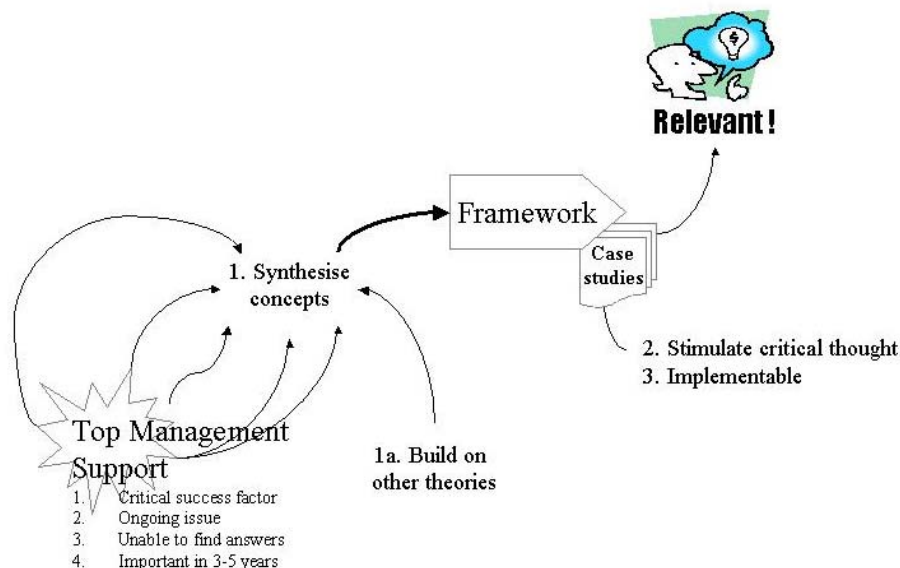 Relevant!
Framework
Case
studies
1. Synthesise
concepts
2. Stimulate critical thought
3. Implementable
Top Management
Support
1. Critical success factor
2. Ongoing issue
3. Unable to find answers
4. Important in 3-5 years
1a. Build on
other theories
$